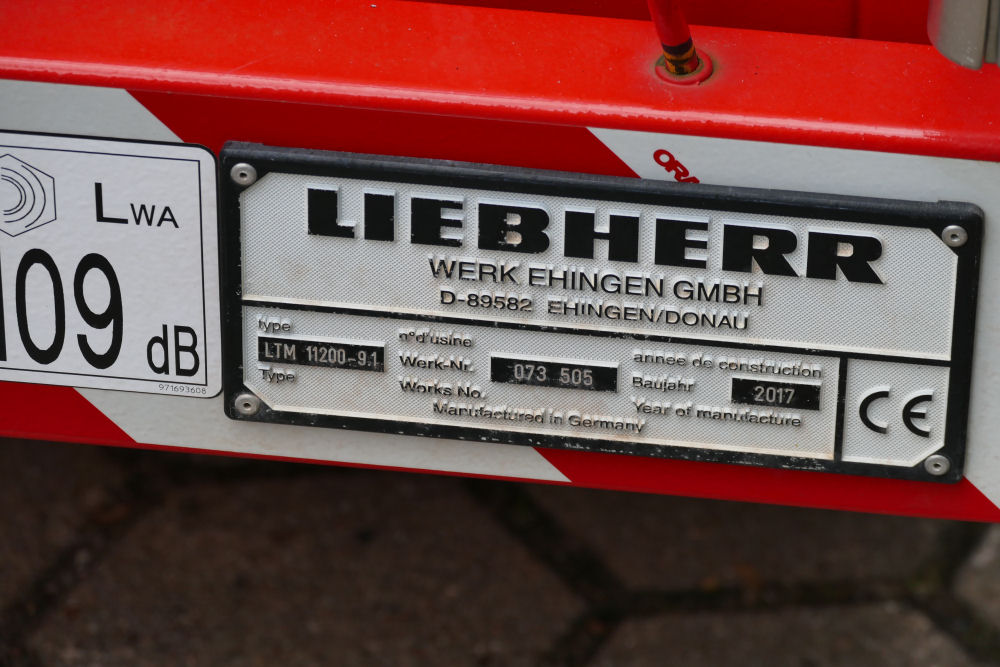 LWA
109 dB
971693608
ORA
LIEBHERR
WERK EHINGEN GMBH
D-89582 EHINGEN/DONAU
type
LTM 11200-9.1
Type
n°d'usine
Werk-Nr.
Works No.
073 505
Manufactured in Germany
annee de construction
Baujahr
Year of manufacture
2017
CE